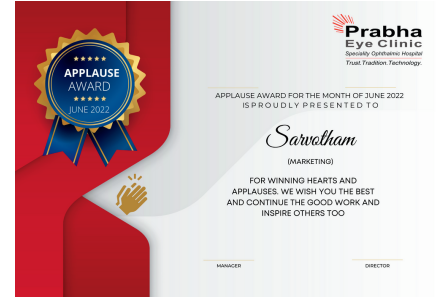 Prabha
Eye Clinic
Speciality Ophthalmic Hospital
Trust.Tradition.Technology.
APPLAUSE
AWARD
JUNE 2022
APPLAUSE AWARD FOR THE MONTH OF JUNE 2022
IS PROUDLY PRESENTED TO
Sarvotham
(MARKETING)
FOR WINNING HEARTS AND
APPLAUSES. WE WISH YOU THE BEST
AND CONTINUE THE GOOD WORK AND
INSPIRE OTHERS TOO
MANAGER
DIRECTOR